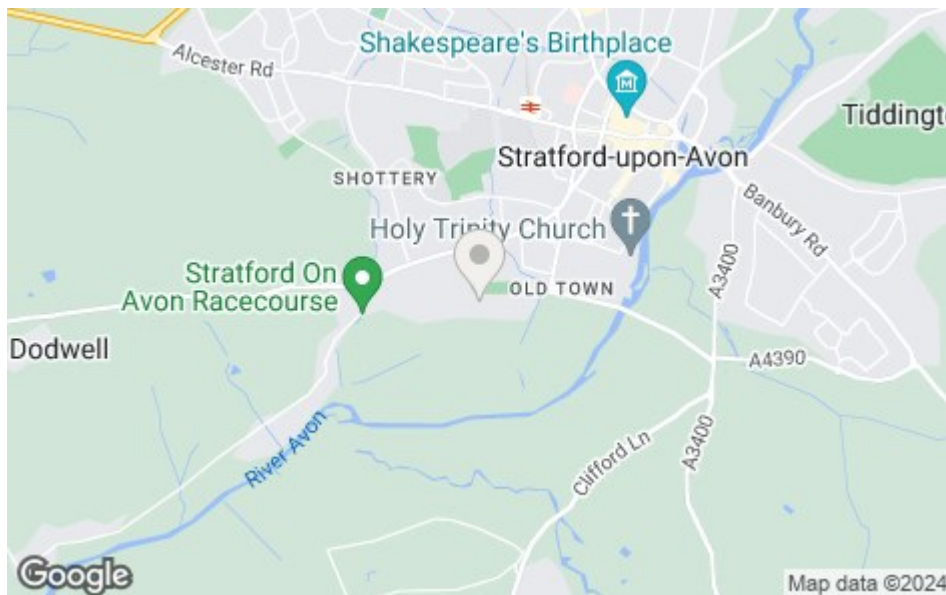 Shakespeare's Birthplace
Alcester Rd
Tiddingt
Stratford-upon-Avon
SHOTTERY
Banbury Rd
Holy Trinity Church
A3400
Stratford On
Avon Racecourse
OLD TOWN
Dodwell
A4390
River Avon
Clifford Ln
A3400
Google
Map data ©2024